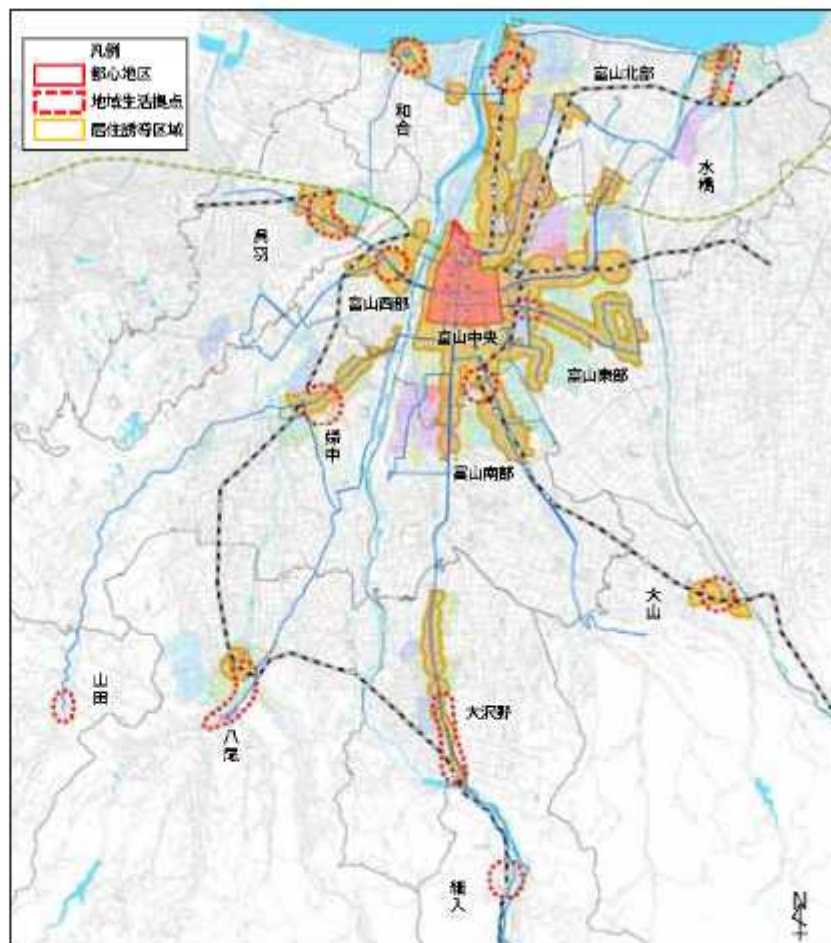 凡例
都心地区
地域生活拠点
居住誘導区域
富山北部
和合
水橋
呉羽
富山西部
富山中央
富山東部
婦中
富山南部
大山
山田
大沢野
八尾
細入
N